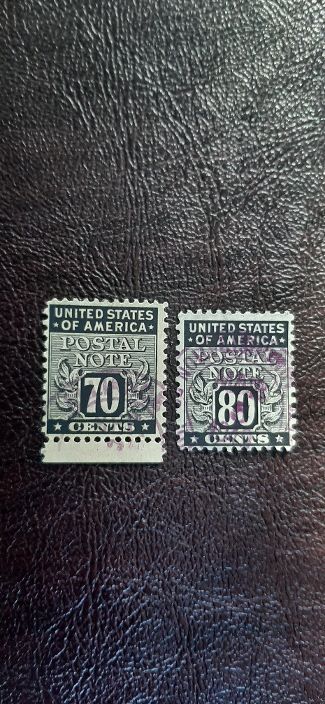 UNITED STATES
OF AMERICA
POSTAL
NOTE
70
CENTS
UNITED STATES
OF AMERICA
POSTAL
NOTE
80
CENTS